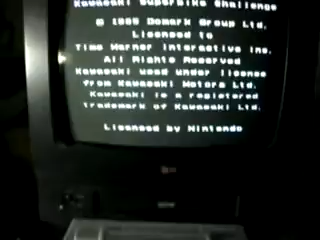 Kawasaki Superbike Challenge
© 1995 Domark Group Ltd.
Licensed to
Time Warner Interactive Inc.
All Rights Reserved
Kawasaki used under license
from Kawasaki Motors Ltd.
Kawasaki is a registered
trademark of Kawasaki Ltd.
Licensed by Nintendo